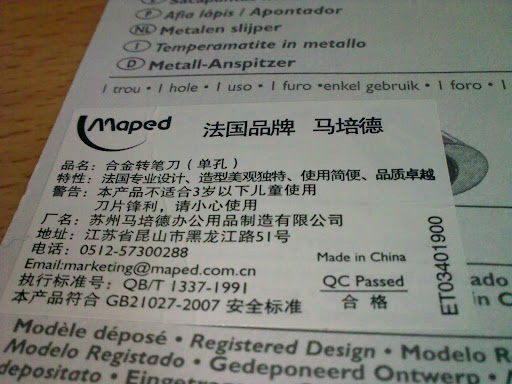 P Afia lápis / Apontador
NL Metalen slijper
I Temperamatite in metallo
D Metall-Anspitzer
1 trou • 1 hole • 1 uso • 1 furo •enkel gebruik • 1 foro •
Maped 法国品牌 马培德
品名：合金转笔刀（单孔）
特性：法国专业设计、造型美观独特、使用简便、品质卓越
警告：本产品不适合3岁以下儿童使用
刀片锋利，请小心使用
厂名：苏州马培德办公用品制造有限公司
地址：江苏省昆山市黑龙江路51号
电话：0512-57300288
Email:marketing@maped.com.cn
执行标准号：QB/T 1337-1991
本产品符合 GB21027-2007 安全标准
Made in China
QC Passed
合 格
ET03401900
ado
in C
Modèle déposé • Registered Design • Modelo R
Modelo Registado • Gedeponeerd Ontwerp •
depositato •